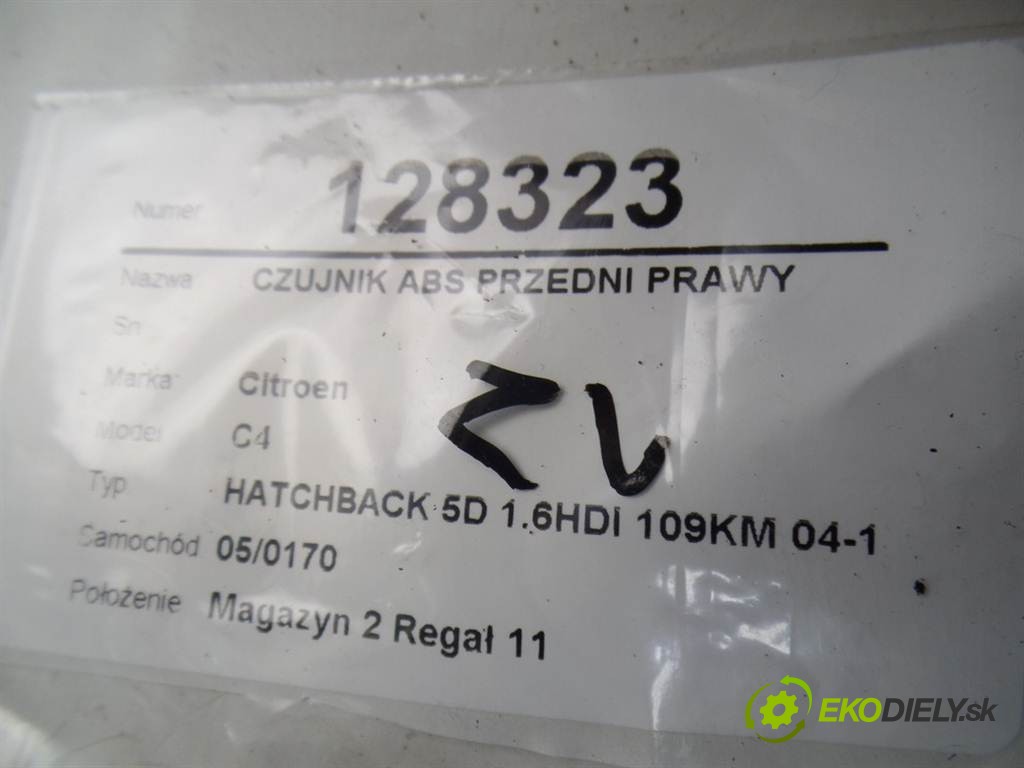 Numer 128323
Nazwa CZUJNIK ABS PRZEDNI PRAWY
Sn
Marka Citroen
Model C4
Typ HATCHBACK 5D 1.6HDI 109KM 04-1
Samochód 05/0170
Położenie Magazyn 2 Regał 11
EKODIELY.sk